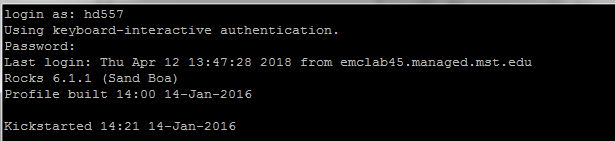 login as: hd557
Using keyboard-interactive authentication.
Password:
Last login: Thu Apr 12 13:47:28 2018 from emclab45.managed.mst.edu
Rocks 6.1.1 (Sand Boa)
Profile built 14:00 14-Jan-2016
Kickstarted 14:21 14-Jan-2016